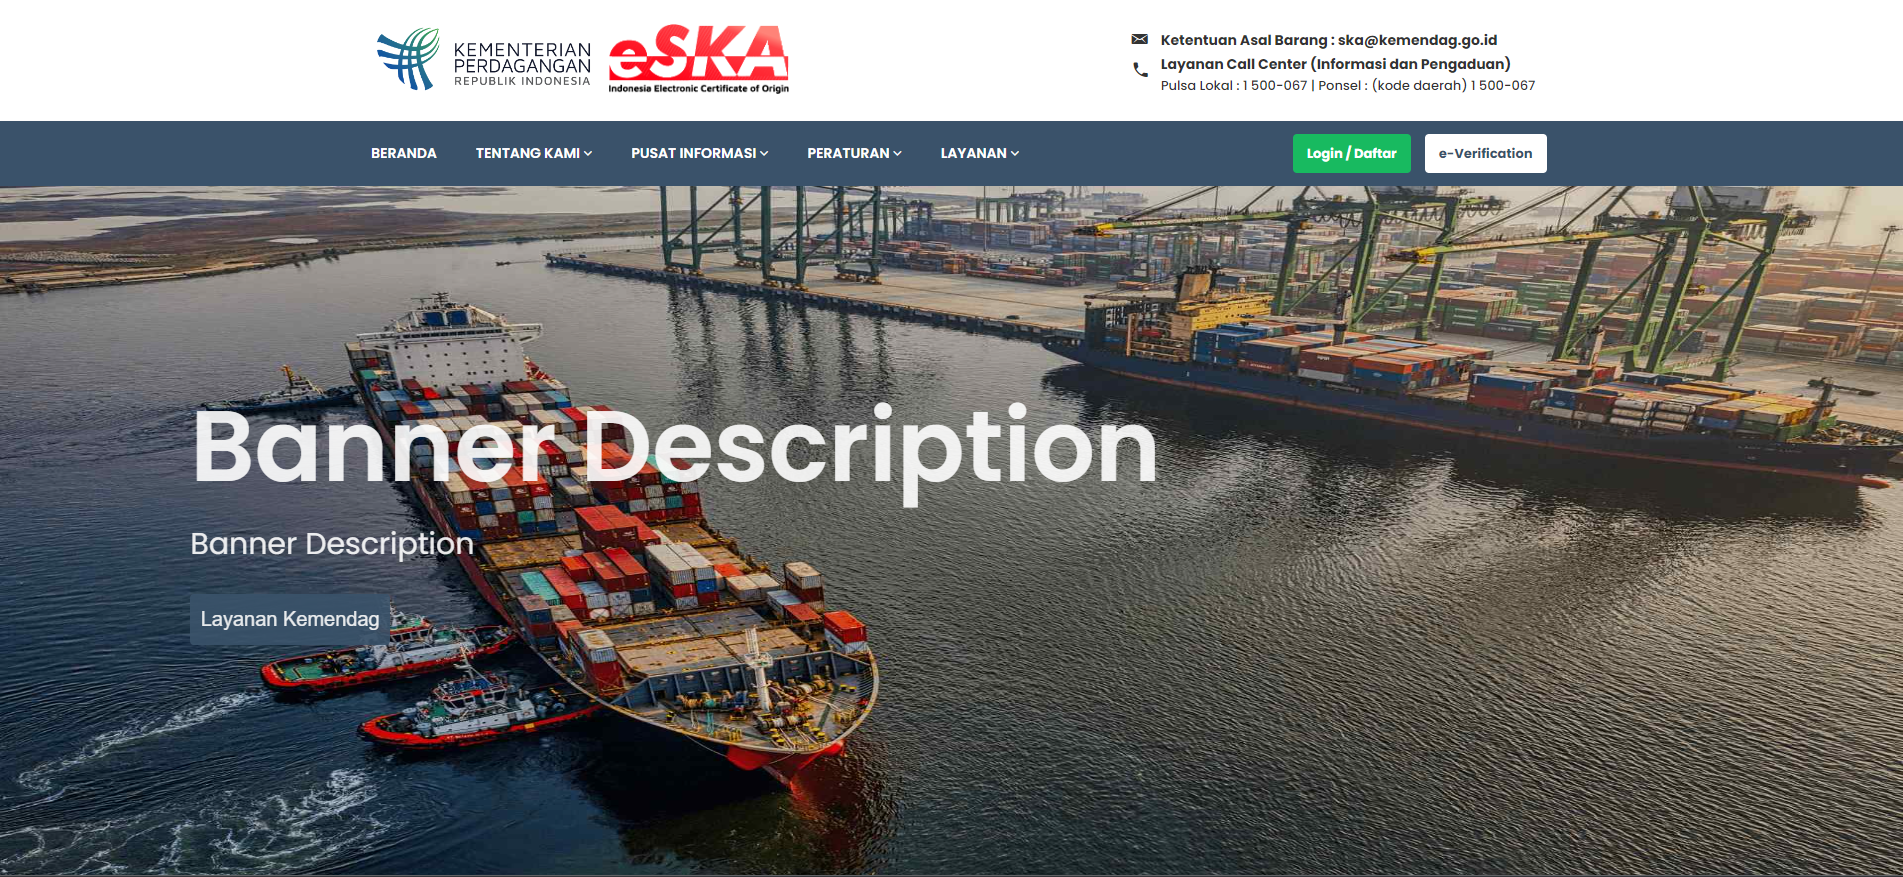 KEMENTERIAN
PERDAGANGAN
REPUBLIK INDONESIA
eSKA
Indonesia Electronic Certificate of Origin
Ketentuan Asal Barang : ska@kemendag.go.id
Layanan Call Center (Informasi dan Pengaduan)
Pulsa Lokal : 1 500-067 | Ponsel : (kode daerah) 1 500-067
BERANDA TENTANG KAMI PUSAT INFORMASI PERATURAN LAYANAN Login / Daftar e-Verification
Banner Description
Banner Description
Layanan Kemendag